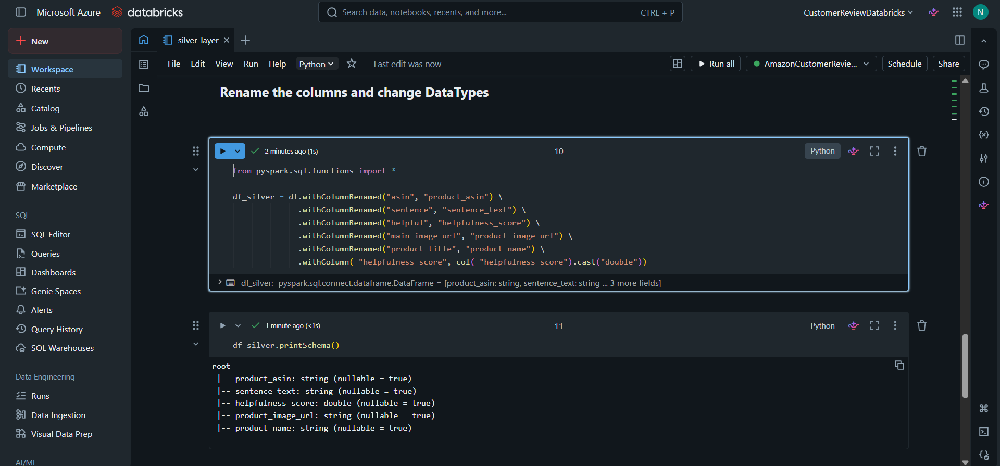 Microsoft Azure databricks
Search data, notebooks, recents, and more... CTRL + P
CustomerReviewDatabricks N
New
Workspace
Recents
Catalog
Jobs & Pipelines
Compute
Discover
Marketplace
SQL
SQL Editor
Queries
Dashboards
Genie Spaces
Alerts
Query History
SQL Warehouses
Data Engineering
Runs
Data Ingestion
Visual Data Prep
AI/ML
silver_layer
File Edit View Run Help Python Last edit was now
Run all AmazonCustomerRevie... Schedule Share
Rename the columns and change DataTypes
2 minutes ago (1s) 10 Python
from pyspark.sql.functions import *
df_silver = df.withColumnRenamed("asin", "product_asin") \
.withColumnRenamed("sentence", "sentence_text") \
.withColumnRenamed("helpful", "helpfulness_score") \
.withColumnRenamed("main_image_url", "product_image_url") \
.withColumnRenamed("product_title", "product_name") \
.withColumn( "helpfulness_score", col( "helpfulness_score").cast("double"))
df_silver: pyspark.sql.connect.dataframe.DataFrame = [product_asin: string, sentence_text: string ... 3 more fields]
1 minute ago (<1s) 11 Python
df_silver.printSchema()
root
|-- product_asin: string (nullable = true)
|-- sentence_text: string (nullable = true)
|-- helpfulness_score: double (nullable = true)
|-- product_image_url: string (nullable = true)
|-- product_name: string (nullable = true)